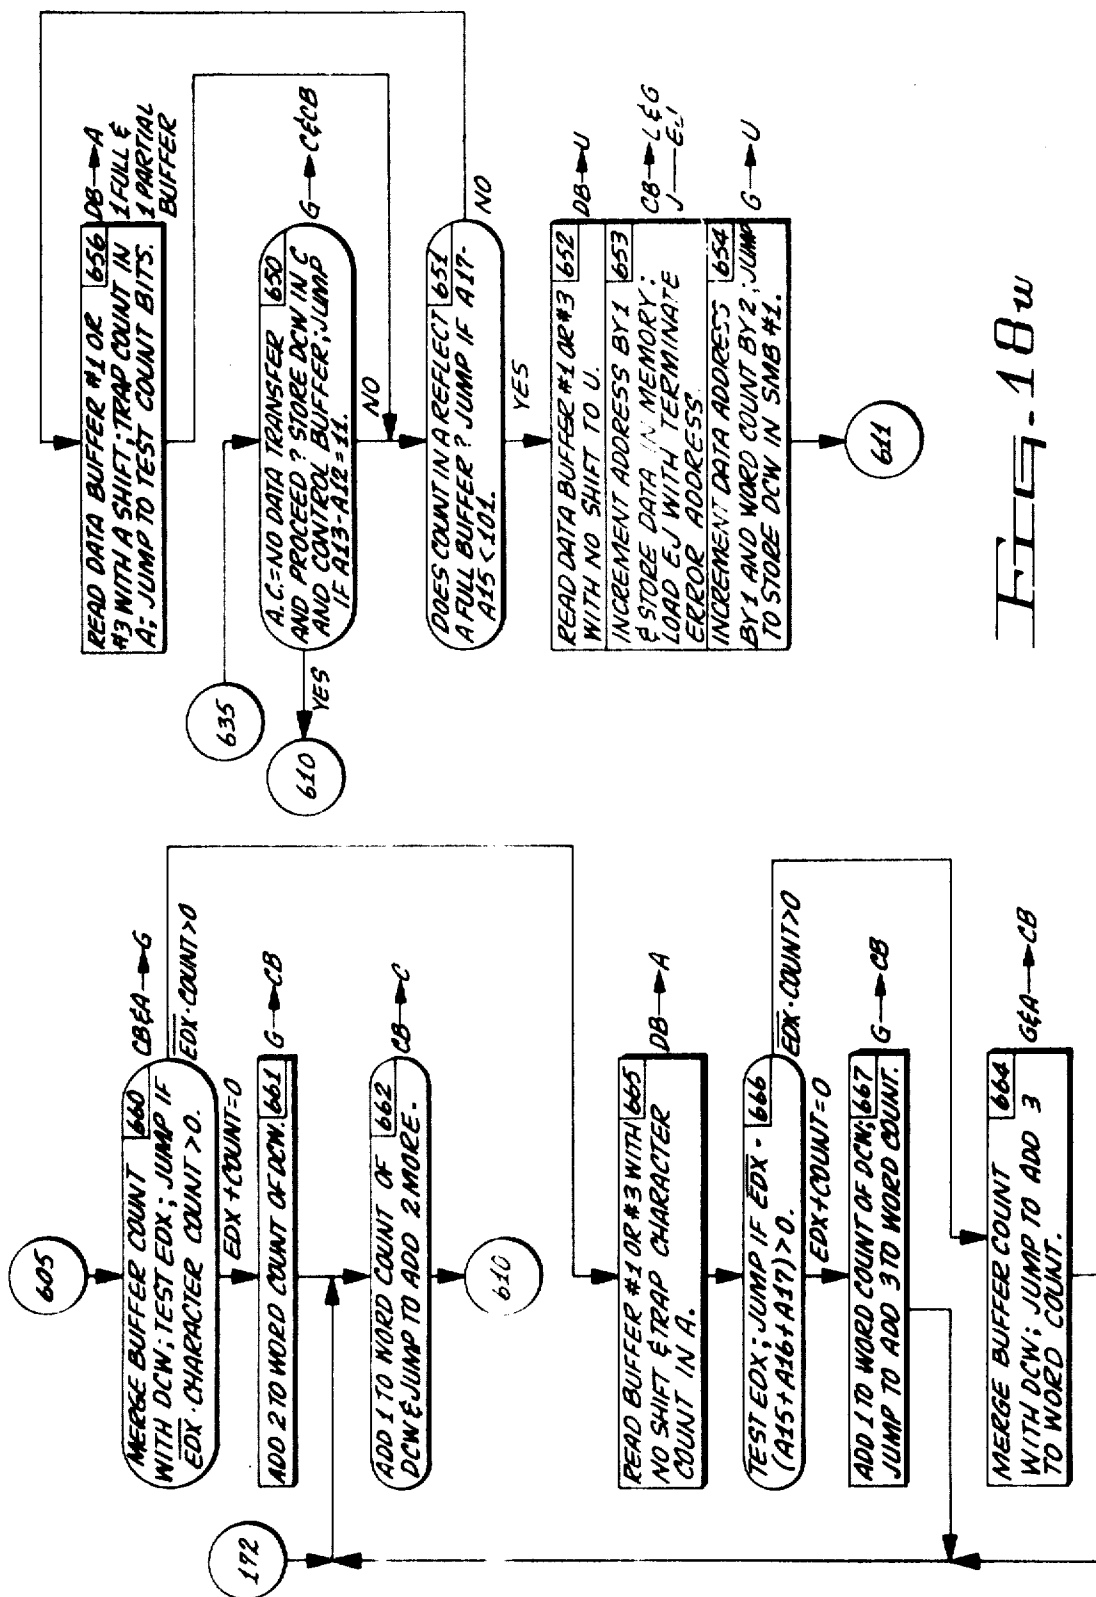 605
MERGE BUFFER COUNT 660
WITH DCW; TEST EDX; JUMP IF
EDX·CHARACTER COUNT >0.
CB&A→G
EDX·COUNT>0
EDX+COUNT=0
ADD 2 TO WORD COUNT OF DCW. 661
G→CB
172
ADD 1 TO WORD COUNT OF 662
DCW & JUMP TO ADD 2 MORE.
CB→C
610
READ BUFFER #1 OR #3 WITH 665
NO SHIFT & TRAP CHARACTER
COUNT IN A.
DB→A
TEST EDX; JUMP IF EDX· 666
(A15+A16+A17)>0.
EDX·COUNT>0
EDX+COUNT=0
ADD 1 TO WORD COUNT OF DCW; 667
JUMP TO ADD 3 TO WORD COUNT.
G→CB
MERGE BUFFER COUNT 664
WITH DCW; JUMP TO ADD 3
TO WORD COUNT.
G&A→CB
READ DATA BUFFER #1 OR 656
#3 WITH A SHIFT; TRAP COUNT IN
A; JUMP TO TEST COUNT BITS.
DB→A
1 FULL &
1 PARTIAL
BUFFER
635
A.C.=NO DATA TRANSFER 650
AND PROCEED? STORE DCW IN C
AND CONTROL BUFFER; JUMP
IF A13-A12=11.
G→C&CB
YES
610
NO
DOES COUNT IN A REFLECT 651
A FULL BUFFER? JUMP IF A17-
A15<101.
NO
YES
READ DATA BUFFER #1 OR #3 652
WITH NO SHIFT TO U.
DB→U
INCREMENT ADDRESS BY 1 653
& STORE DATA IN MEMORY;
LOAD EJ WITH TERMINATE
ERROR ADDRESS
CB→L&G
J→EJ
INCREMENT DATA ADDRESS 654
BY 1 AND WORD COUNT BY 2; JUMP
TO STORE DCW IN SMB #1.
G→U
611
FIG.18w